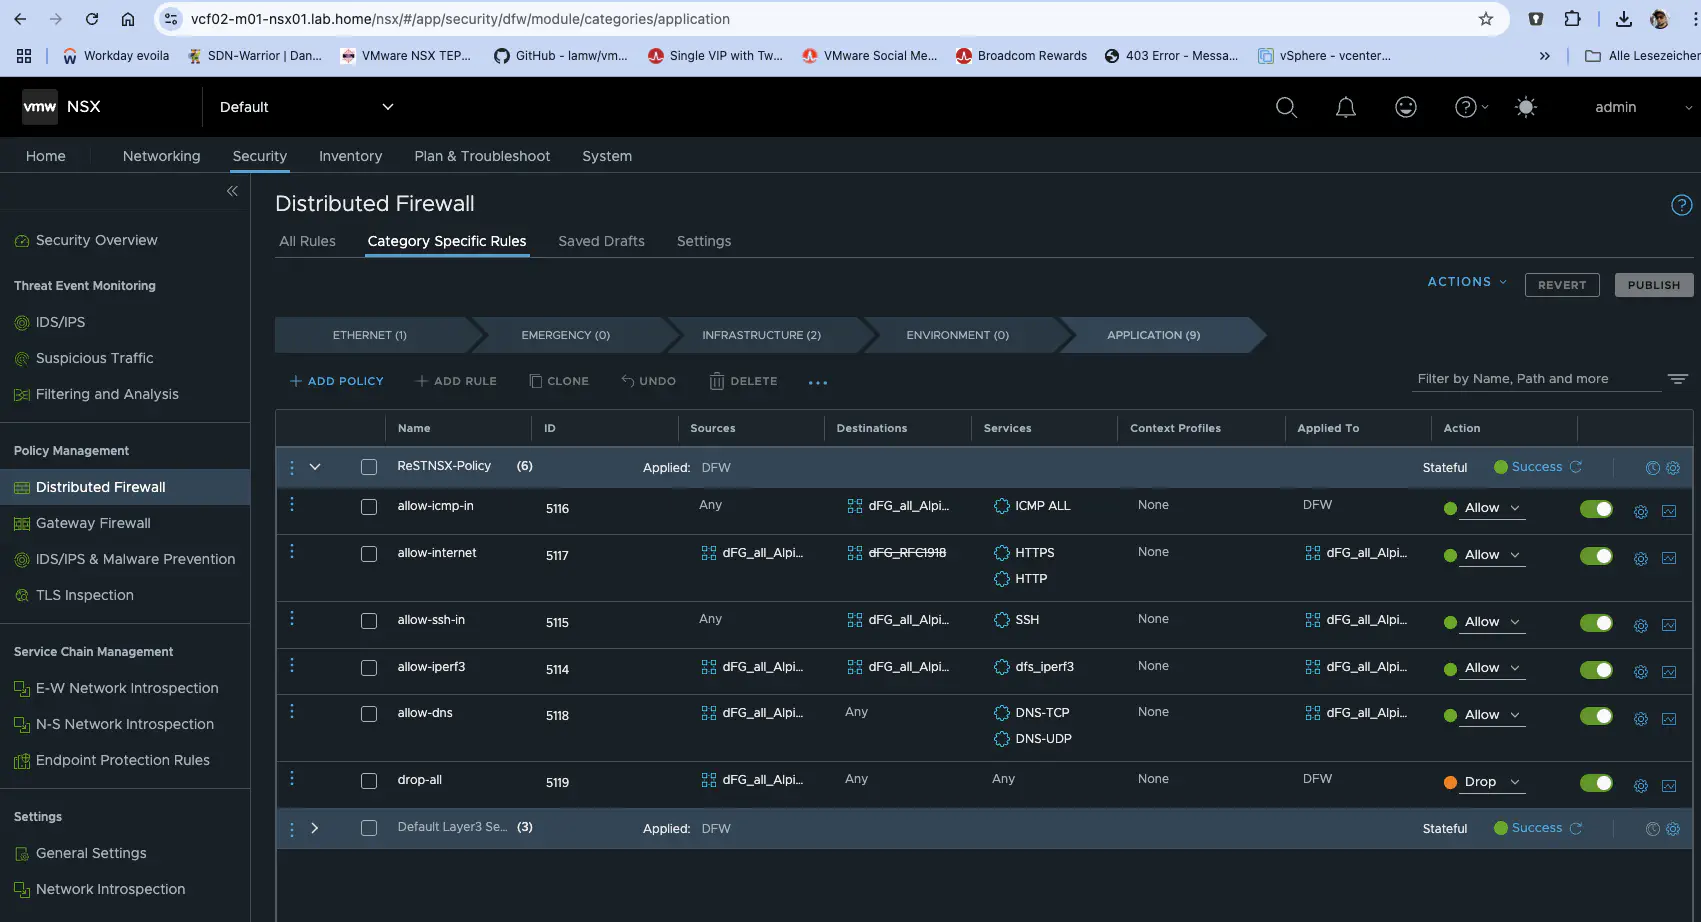 vcf02-m01-nsx01.lab.home/nsx/#/app/security/dfw/module/categories/application
Workday evoila
SDN-Warrior | Dan...
VMware NSX TEP...
GitHub - lamw/vm...
Single VIP with Tw...
VMware Social Me...
Broadcom Rewards
403 Error - Messa...
vSphere - vcenter...
»
Alle Lesezeichen
vmw NSX
Default
admin
Home
Networking
Security
Inventory
Plan & Troubleshoot
System
Security Overview
Threat Event Monitoring
IDS/IPS
Suspicious Traffic
Filtering and Analysis
Policy Management
Distributed Firewall
Gateway Firewall
IDS/IPS & Malware Prevention
TLS Inspection
Service Chain Management
E-W Network Introspection
N-S Network Introspection
Endpoint Protection Rules
Settings
General Settings
Network Introspection
Distributed Firewall
All Rules
Category Specific Rules
Saved Drafts
Settings
ACTIONS
REVERT
PUBLISH
ETHERNET (1)
EMERGENCY (0)
INFRASTRUCTURE (2)
ENVIRONMENT (0)
APPLICATION (9)
ADD POLICY
ADD RULE
CLONE
UNDO
DELETE
Filter by Name, Path and more
Name ID Sources Destinations Services Context Profiles Applied To Action
ReSTNSX-Policy (6) Applied: DFW Stateful Success
allow-icmp-in 5116 Any dFG_all_Alpi... ICMP ALL None DFW Allow
allow-internet 5117 dFG_all_Alpi... dFG_RFC1918 HTTPS None dFG_all_Alpi... Allow
HTTP
allow-ssh-in 5115 Any dFG_all_Alpi... SSH None dFG_all_Alpi... Allow
allow-iperf3 5114 dFG_all_Alpi... dFG_all_Alpi... dfs_iperf3 None dFG_all_Alpi... Allow
allow-dns 5118 dFG_all_Alpi... Any DNS-TCP None dFG_all_Alpi... Allow
DNS-UDP
drop-all 5119 dFG_all_Alpi... Any Any None DFW Drop
Default Layer3 Se... (3) Applied: DFW Stateful Success